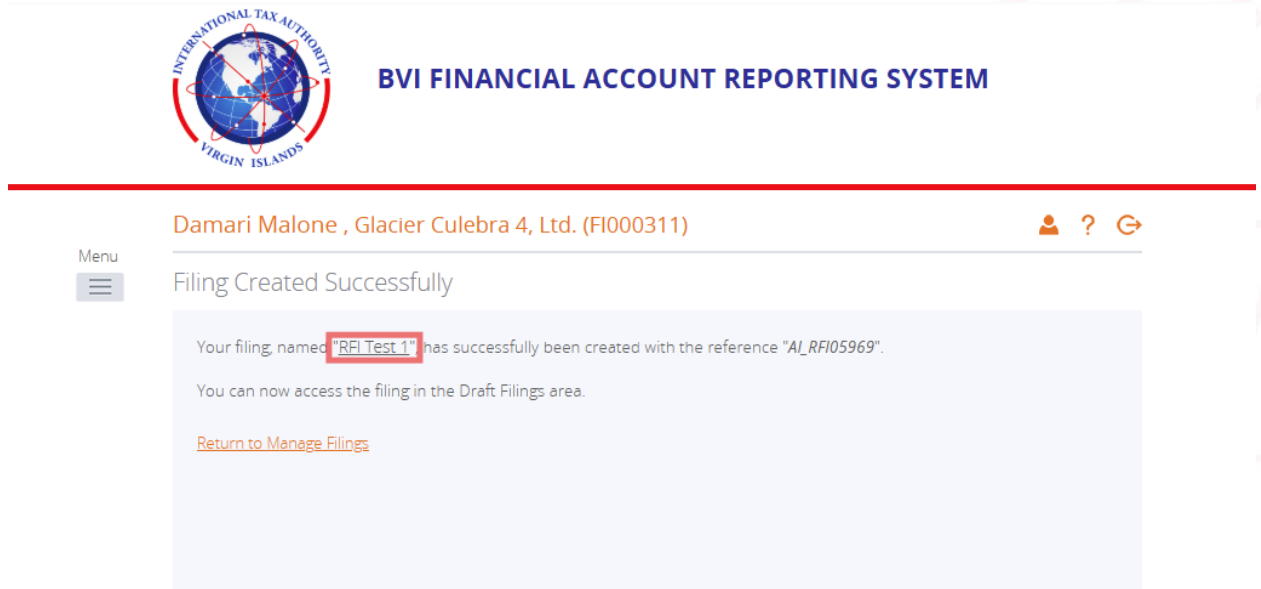 INTERNATIONAL TAX AUTHORITY
VIRGIN ISLANDS
BVI FINANCIAL ACCOUNT REPORTING SYSTEM
Damari Malone , Glacier Culebra 4, Ltd. (FI000311)
?
Menu
Filing Created Successfully
Your filing, named "RFI Test 1", has successfully been created with the reference "AI_RFI05969".
You can now access the filing in the Draft Filings area.
Return to Manage Filings